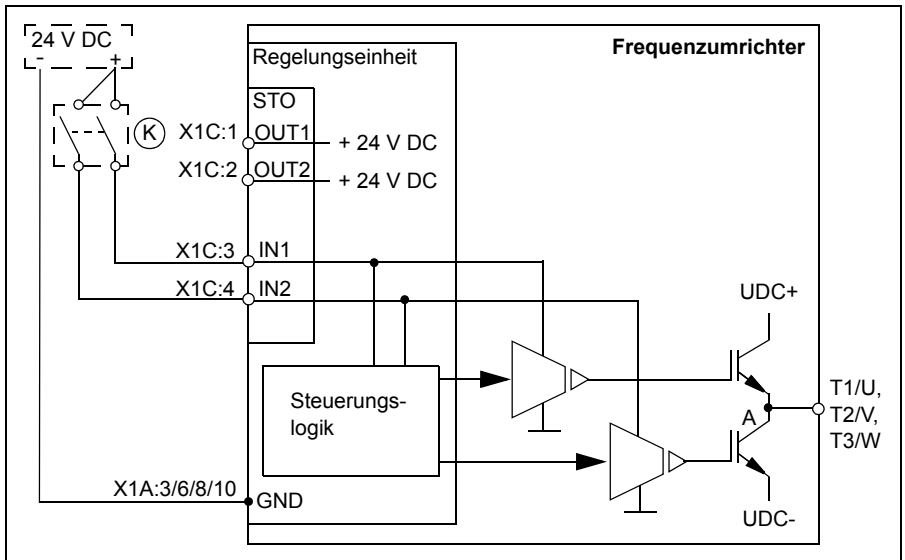 24 V DC
- +
Frequenzumrichter
Regelungseinheit
STO
K
X1C:1
OUT1
+ 24 V DC
X1C:2
OUT2
+ 24 V DC
X1C:3
IN1
X1C:4
IN2
UDC+
Steuerungs-
logik
A
T1/U,
T2/V,
T3/W
X1A:3/6/8/10
GND
UDC-